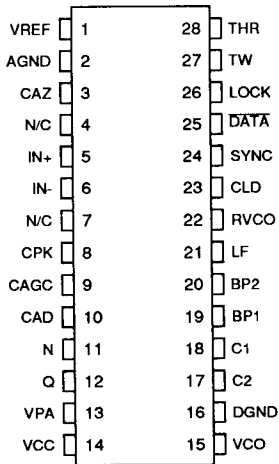 VREF 1 28 THR
AGND 2 27 TW
CAZ 3 26 LOCK
N/C 4 25 D̅A̅T̅A̅
IN+ 5 24 SYNC
IN- 6 23 CLD
N/C 7 22 RVCO
CPK 8 21 LF
CAGC 9 20 BP2
CAD 10 19 BP1
N 11 18 C1
Q 12 17 C2
VPA 13 16 DGND
VCC 14 15 VCO